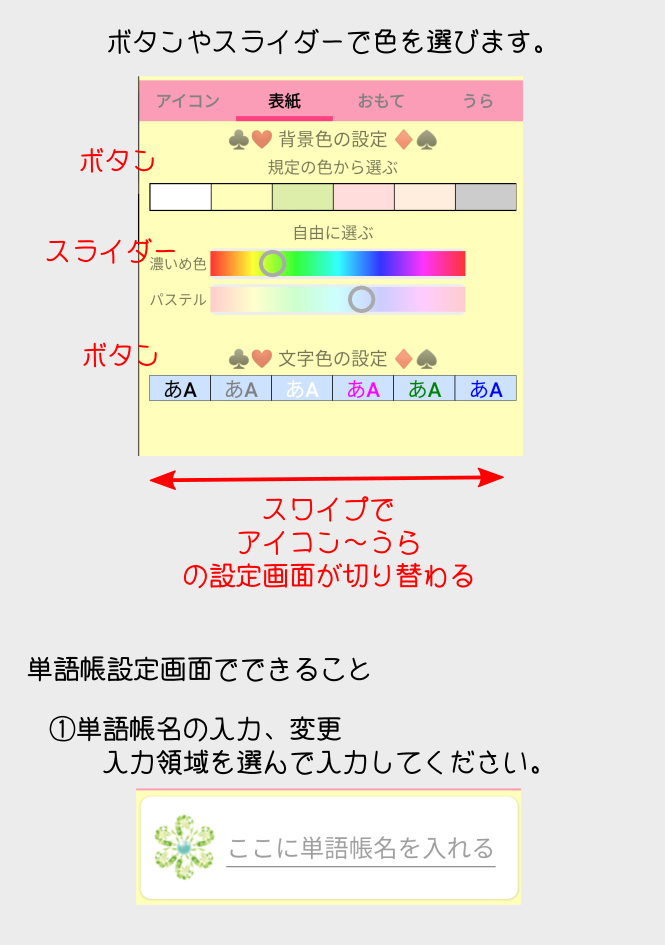 ボタンやスライダーで色を選びます。
アイコン 表紙 おもて うら
♣♥ 背景色の設定 ♦♠
ボタン
規定の色から選ぶ
自由に選ぶ
スライダー
濃いめ色
パステル
ボタン
♣♥ 文字色の設定 ♦♠
あA あA あA あA あA あA
スワイプで
アイコン～うら
の設定画面が切り替わる
単語帳設定画面でできること
①単語帳名の入力、変更
入力領域を選んで入力してください。
ここに単語帳名を入れる